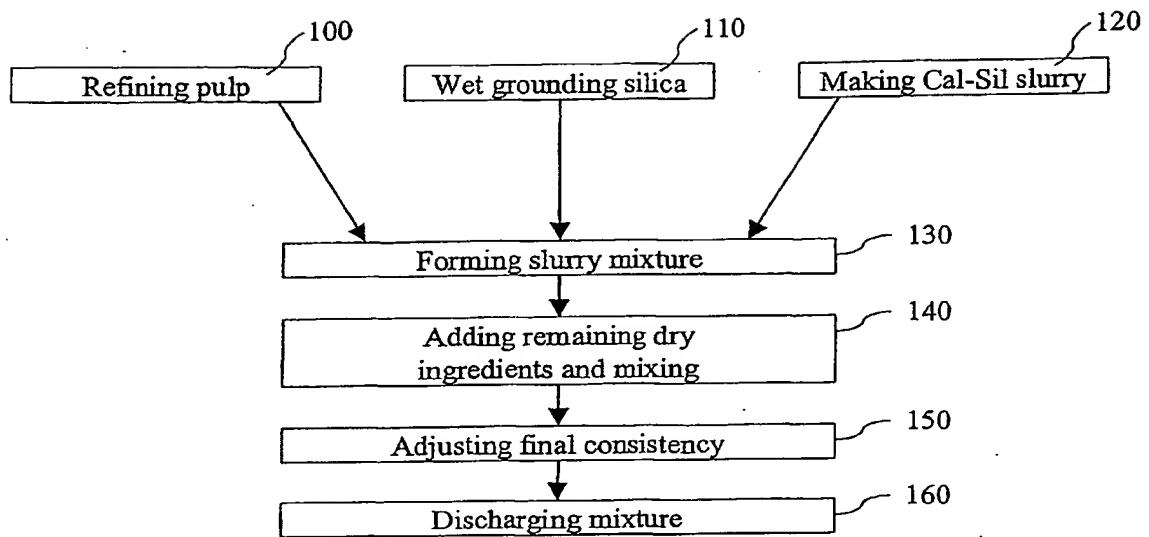 100
110
120
Refining pulp
Wet grounding silica
Making Cal-Sil slurry
130
Forming slurry mixture
140
Adding remaining dry
ingredients and mixing
150
Adjusting final consistency
160
Discharging mixture